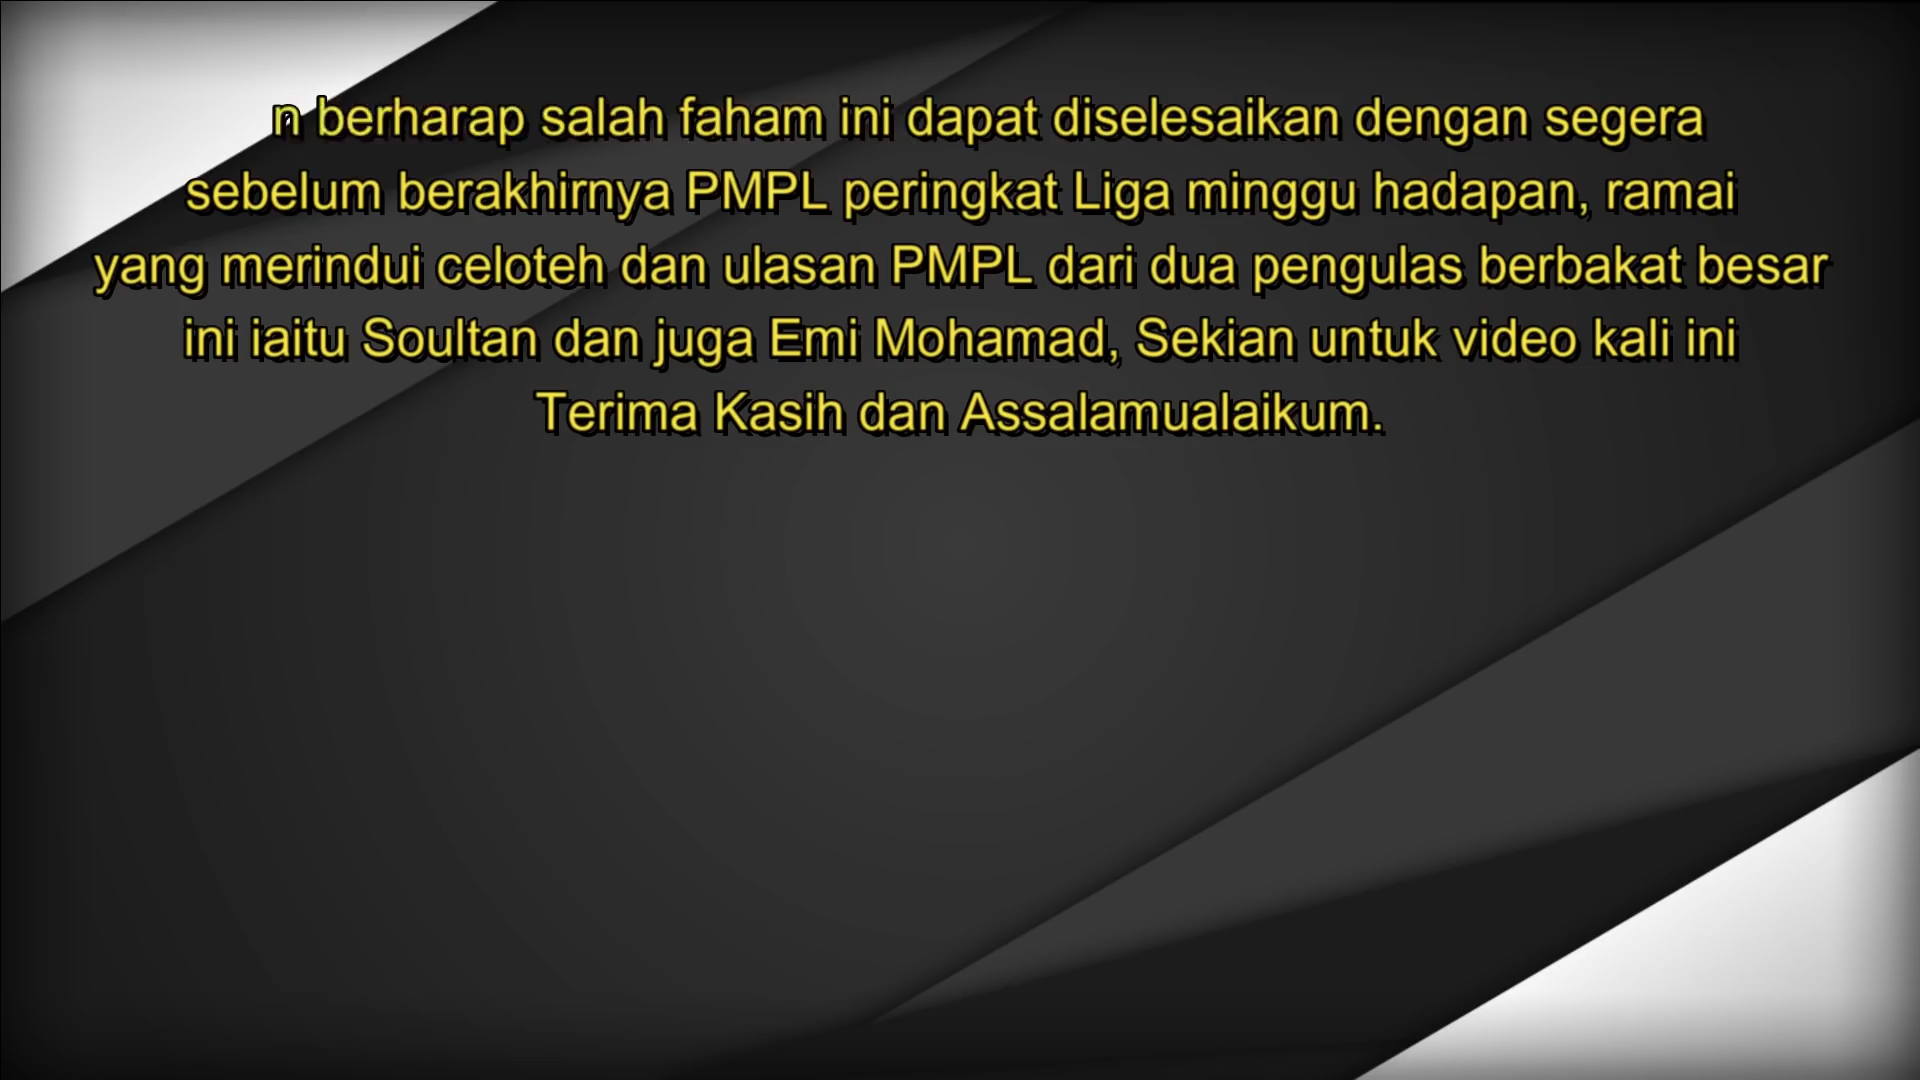 n berharap salah faham ini dapat diselesaikan dengan segera
sebelum berakhirnya PMPL peringkat Liga minggu hadapan, ramai
yang merindui celoteh dan ulasan PMPL dari dua pengulas berbakat besar
ini iaitu Soultan dan juga Emi Mohamad, Sekian untuk video kali ini
Terima Kasih dan Assalamualaikum.